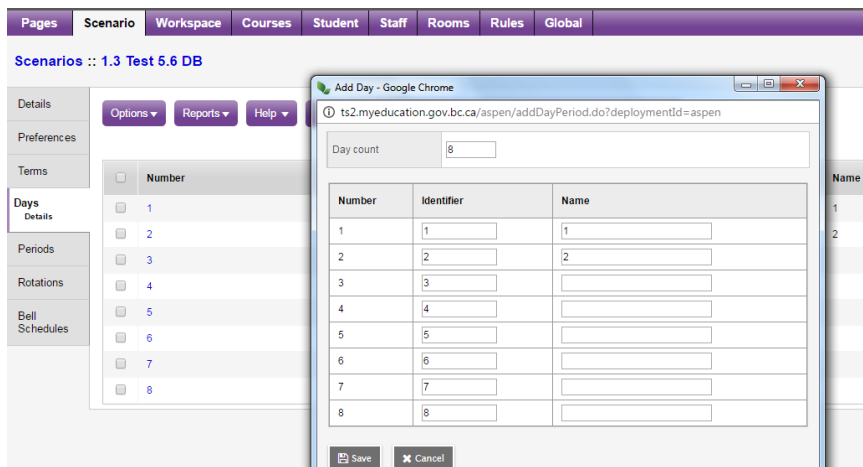 Pages Scenario Workspace Courses Student Staff Rooms Rules Global
Scenarios :: 1.3 Test 5.6 DB
Details
Preferences
Terms
Days
Details
Periods
Rotations
Bell
Schedules
Options Reports Help
Number Name
1 1
2 2
3
4
5
6
7
8
Add Day - Google Chrome
ts2.myeducation.gov.bc.ca/aspen/addDayPeriod.do?deploymentId=aspen
Day count 8
Number Identifier Name
1 1 1
2 2 2
3 3
4 4
5 5
6 6
7 7
8 8
Save Cancel